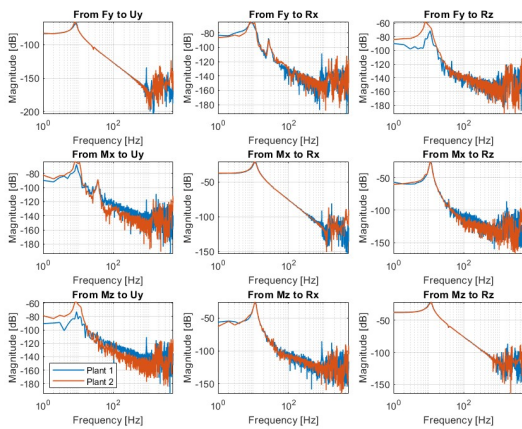 From Fy to Uy
From Fy to Rx
From Fy to Rz
Magnitude [dB]
-100
-150
-200
10^0
10^2
Frequency [Hz]
Magnitude [dB]
-80
-100
-120
-140
-160
-180
10^2
Frequency [Hz]
Magnitude [dB]
-60
-80
-100
-120
-140
-160
-180
10^0
10^2
Frequency [Hz]
From Mx to Uy
From Mx to Rx
From Mx to Rz
Magnitude [dB]
-80
-100
-120
-140
-160
-180
10^0
10^2
Frequency [Hz]
Magnitude [dB]
-50
-100
-150
10^2
Frequency [Hz]
Magnitude [dB]
-50
-100
-150
10^0
10^2
Frequency [Hz]
From Mz to Uy
From Mz to Rx
From Mz to Rz
Magnitude [dB]
-60
-80
-100
-120
-140
-160
-180
Plant 1
Plant 2
10^0
10^2
Frequency [Hz]
Magnitude [dB]
-50
-100
-150
10^2
Frequency [Hz]
Magnitude [dB]
-50
-100
-150
10^0
10^2
Frequency [Hz]